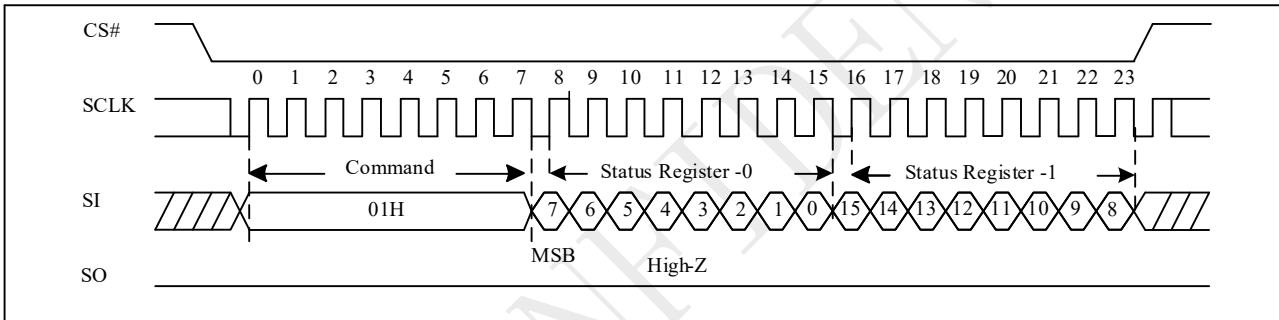 CS#
0 1 2 3 4 5 6 7 8 9 10 11 12 13 14 15 16 17 18 19 20 21 22 23
SCLK
Command Status Register -0 Status Register -1
SI
01H 7 6 5 4 3 2 1 0 15 14 13 12 11 10 9 8
MSB High-Z
SO